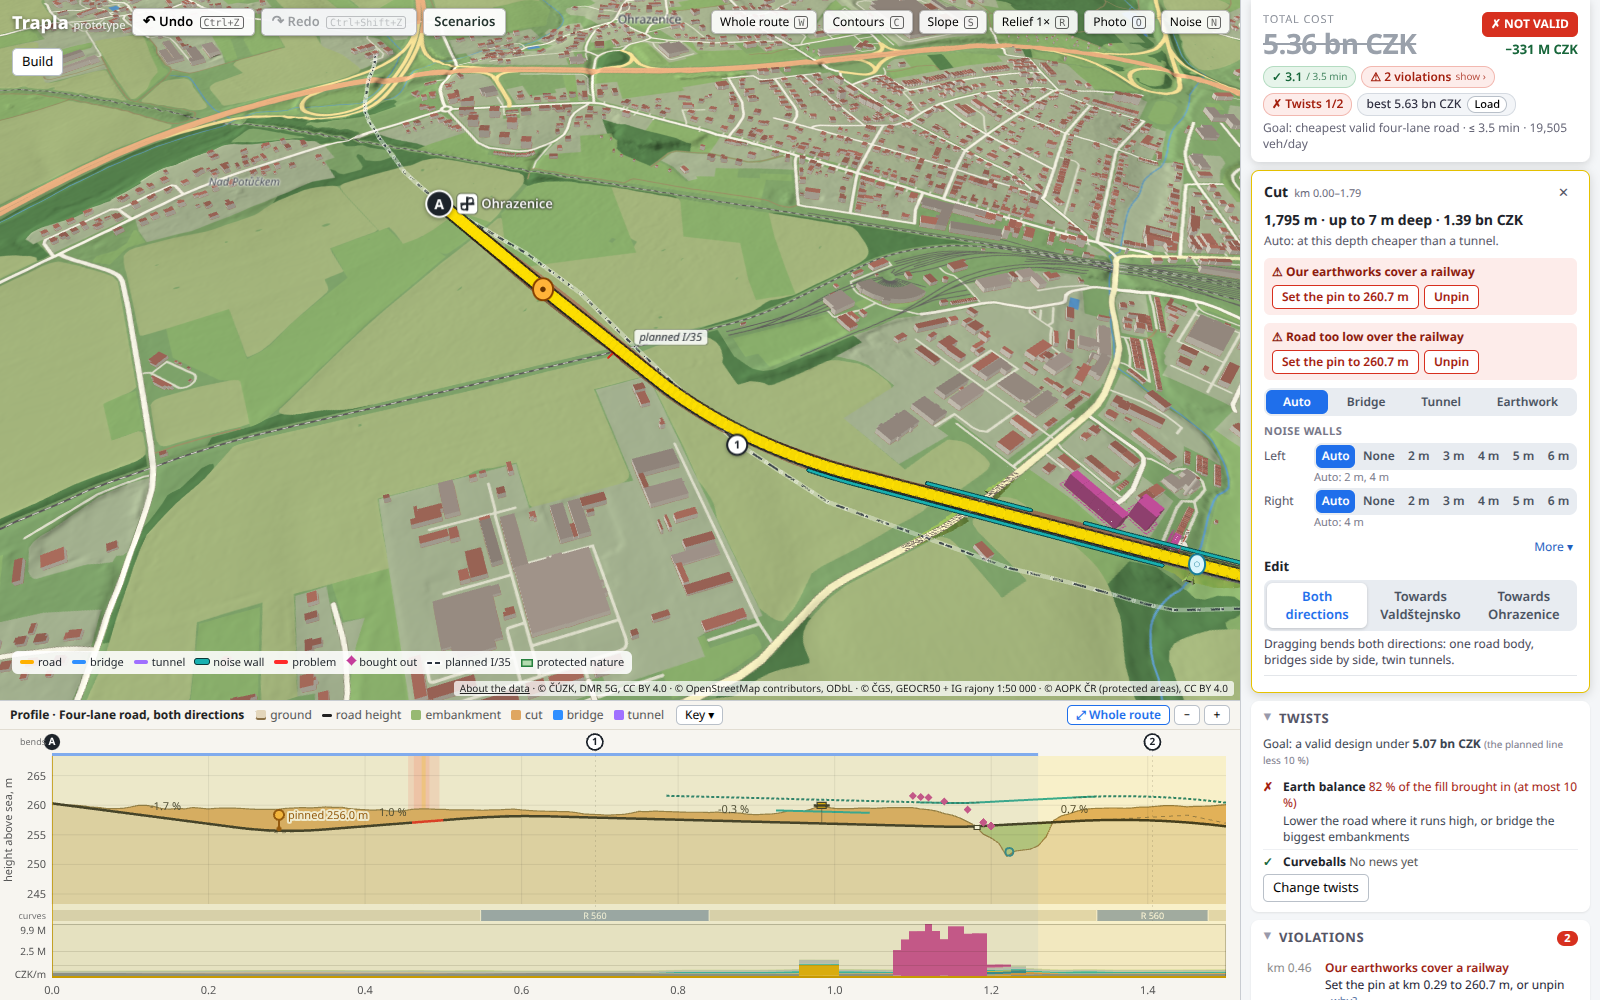 Trapla prototype
↶ Undo Ctrl+Z
↷ Redo Ctrl+Shift+Z
Scenarios
Ohrazenice
Whole route W
Contours C
Slope S
Relief 1× R
Photo O
Noise N
Build
Nad Potůčkem
A
Ohrazenice
planned I/35
1
road
bridge
tunnel
noise wall
problem
bought out
planned I/35
protected nature
About the data · © ČÚZK, DMR 5G, CC BY 4.0 · © OpenStreetMap contributors, ODbL · © ČGS, GEOCR50 + IG rajony 1:50 000 · © AOPK ČR (protected areas), CC BY 4.0
Profile · Four-lane road, both directions
ground
road height
embankment
cut
bridge
tunnel
Key ▾
⤢ Whole route
−
+
bends
A
1
2
height above sea, m
265
260
255
250
245
-1.7 %
pinned 256.0 m
1.0 %
-0.3 %
0.7 %
curves
R 560
R 560
9.9 M
2.5 M
CZK/m
0.0 0.2 0.4 0.6 0.8 1.0 1.2 1.4
TOTAL COST
5.36 bn CZK
✗ NOT VALID
−331 M CZK
✓ 3.1 / 3.5 min
⚠ 2 violations show ›
✗ Twists 1/2
best 5.63 bn CZK Load
Goal: cheapest valid four-lane road · ≤ 3.5 min · 19,505
veh/day
Cut km 0.00–1.79
✕
1,795 m · up to 7 m deep · 1.39 bn CZK
Auto: at this depth cheaper than a tunnel.
⚠ Our earthworks cover a railway
Set the pin to 260.7 m
Unpin
⚠ Road too low over the railway
Set the pin to 260.7 m
Unpin
Auto Bridge Tunnel Earthwork
NOISE WALLS
Left Auto None 2 m 3 m 4 m 5 m 6 m
Auto: 2 m, 4 m
Right Auto None 2 m 3 m 4 m 5 m 6 m
Auto: 4 m
More ▾
Edit
Both
directions
Towards
Valdštejnsko
Towards
Ohrazenice
Dragging bends both directions: one road body,
bridges side by side, twin tunnels.
▼ TWISTS
Goal: a valid design under 5.07 bn CZK (the planned line
less 10 %)
✗ Earth balance 82 % of the fill brought in (at most 10
%)
Lower the road where it runs high, or bridge the
biggest embankments
✓ Curveballs No news yet
Change twists
▼ VIOLATIONS
2
km 0.46 Our earthworks cover a railway
Set the pin at km 0.29 to 260.7 m, or unpin